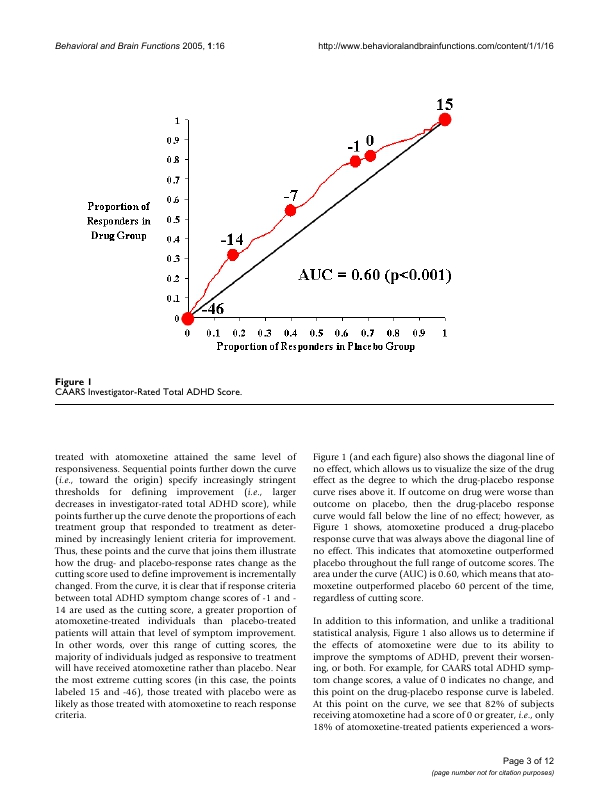 Behavioral and Brain Functions 2005, 1:16
http://www.behavioralandbrainfunctions.com/content/1/1/16
15
1
0.9
0.8
0.7
0.6
0.5
0.4
0.3
0.2
0.1
0
-1 0
-7
-14
-46
Proportion of
Responders in
Drug Group
AUC = 0.60 (p<0.001)
0 0.1 0.2 0.3 0.4 0.5 0.6 0.7 0.8 0.9 1
Proportion of Responders in Placebo Group
Figure 1
CAARS Investigator-Rated Total ADHD Score.
treated with atomoxetine attained the same level of
responsiveness. Sequential points further down the curve
(i.e., toward the origin) specify increasingly stringent
thresholds for defining improvement (i.e., larger
decreases in investigator-rated total ADHD score), while
points further up the curve denote the proportions of each
treatment group that responded to treatment as deter-
mined by increasingly lenient criteria for improvement.
Thus, these points and the curve that joins them illustrate
how the drug- and placebo-response rates change as the
cutting score used to define improvement is incrementally
changed. From the curve, it is clear that if response criteria
between total ADHD symptom change scores of -1 and -
14 are used as the cutting score, a greater proportion of
atomoxetine-treated individuals than placebo-treated
patients will attain that level of symptom improvement.
In other words, over this range of cutting scores, the
majority of individuals judged as responsive to treatment
will have received atomoxetine rather than placebo. Near
the most extreme cutting scores (in this case, the points
labeled 15 and -46), those treated with placebo were as
likely as those treated with atomoxetine to reach response
criteria.
Figure 1 (and each figure) also shows the diagonal line of
no effect, which allows us to visualize the size of the drug
effect as the degree to which the drug-placebo response
curve rises above it. If outcome on drug were worse than
outcome on placebo, then the drug-placebo response
curve would fall below the line of no effect; however, as
Figure 1 shows, atomoxetine produced a drug-placebo
response curve that was always above the diagonal line of
no effect. This indicates that atomoxetine outperformed
placebo throughout the full range of outcome scores. The
area under the curve (AUC) is 0.60, which means that ato-
moxetine outperformed placebo 60 percent of the time,
regardless of cutting score.
In addition to this information, and unlike a traditional
statistical analysis, Figure 1 also allows us to determine if
the effects of atomoxetine were due to its ability to
improve the symptoms of ADHD, prevent their worsen-
ing, or both. For example, for CAARS total ADHD symp-
tom change scores, a value of 0 indicates no change, and
this point on the drug-placebo response curve is labeled.
At this point on the curve, we see that 82% of subjects
receiving atomoxetine had a score of 0 or greater, i.e., only
18% of atomoxetine-treated patients experienced a wors-
Page 3 of 12
(page number not for citation purposes)